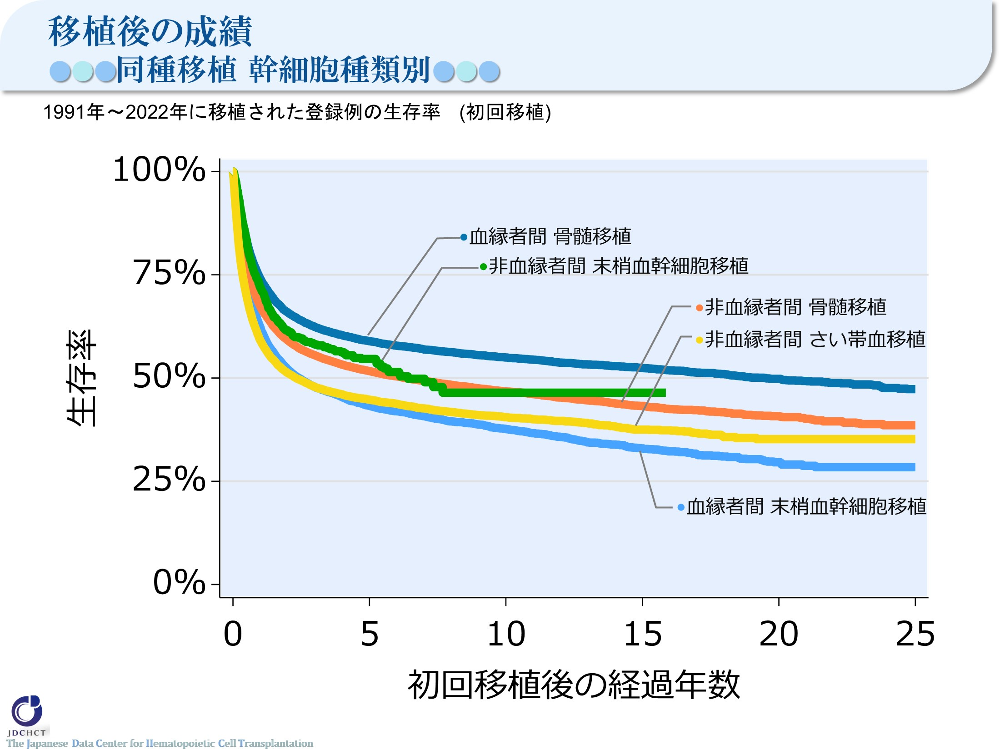 移植後の成績
同種移植 幹細胞種類別
1991年～2022年に移植された登録例の生存率　(初回移植)
100%
75%
50%
25%
0%
生存率
血縁者間 骨髄移植
非血縁者間 末梢血幹細胞移植
非血縁者間 骨髄移植
非血縁者間 さい帯血移植
血縁者間 末梢血幹細胞移植
0 5 10 15 20 25
初回移植後の経過年数
JDCHCT
The Japanese Data Center for Hematopoietic Cell Transplantation